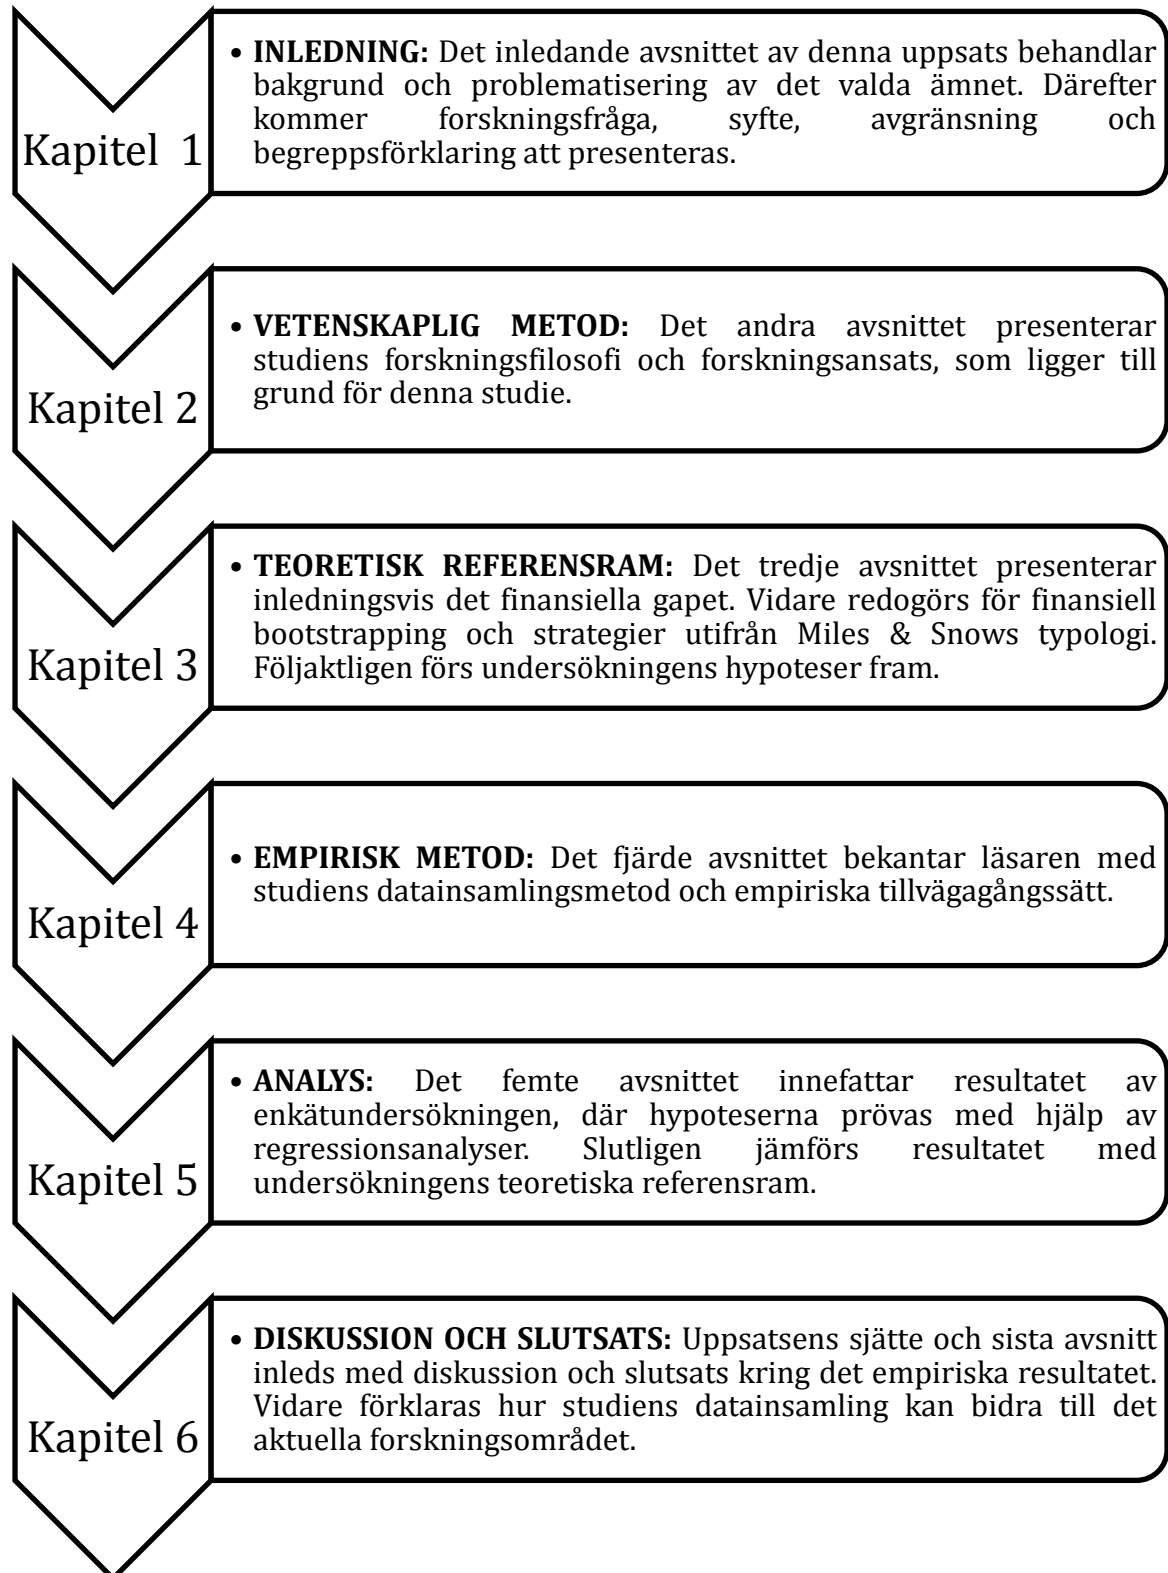 Kapitel 1
• INLEDNING: Det inledande avsnittet av denna uppsats behandlar
bakgrund och problematisering av det valda ämnet. Därefter
kommer forskningsfråga, syfte, avgränsning och
begreppsförklaring att presenteras.
Kapitel 2
• VETENSKAPLIG METOD: Det andra avsnittet presenterar
studiens forskningsfilosofi och forskningsansats, som ligger till
grund för denna studie.
Kapitel 3
• TEORETISK REFERENSRAM: Det tredje avsnittet presenterar
inledningsvis det finansiella gapet. Vidare redogörs för finansiell
bootstrapping och strategier utifrån Miles & Snows typologi.
Följaktligen förs undersökningens hypoteser fram.
Kapitel 4
• EMPIRISK METOD: Det fjärde avsnittet bekantar läsaren med
studiens datainsamlingsmetod och empiriska tillvägagångssätt.
Kapitel 5
• ANALYS: Det femte avsnittet innefattar resultatet av
enkätundersökningen, där hypoteserna prövas med hjälp av
regressionsanalyser. Slutligen jämförs resultatet med
undersökningens teoretiska referensram.
Kapitel 6
• DISKUSSION OCH SLUTSATS: Uppsatsens sjätte och sista avsnitt
inleds med diskussion och slutsats kring det empiriska resultatet.
Vidare förklaras hur studiens datainsamling kan bidra till det
aktuella forskningsområdet.